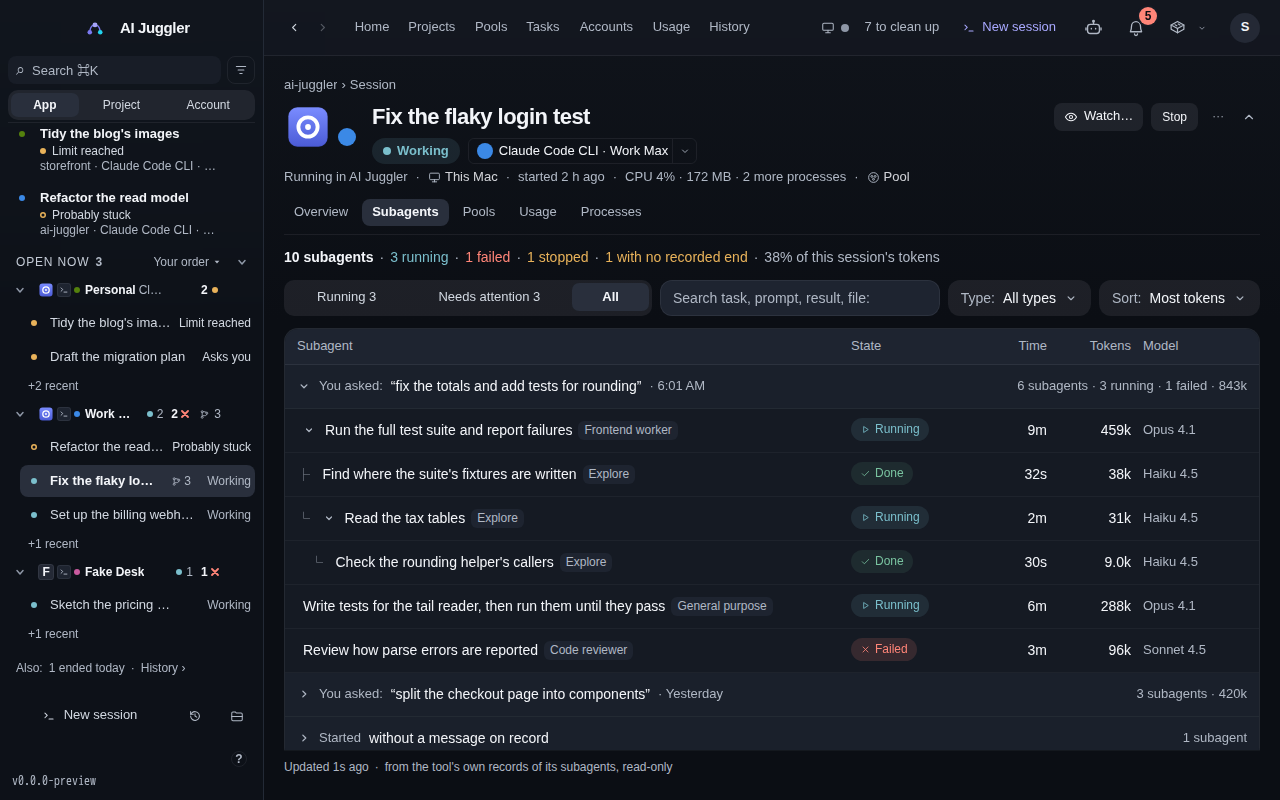 AI Juggler
Search ⌘K
App Project Account
Tidy the blog's images
Limit reached
storefront · Claude Code CLI · …
Refactor the read model
Probably stuck
ai-juggler · Claude Code CLI · …
OPEN NOW 3 Your order
Personal Cl… 2
Tidy the blog's ima… Limit reached
Draft the migration plan Asks you
+2 recent
Work … 2 2 3
Refactor the read… Probably stuck
Fix the flaky lo… 3 Working
Set up the billing webh… Working
+1 recent
F Fake Desk 1 1
Sketch the pricing … Working
+1 recent
Also: 1 ended today · History ›
New session
?
v0.0.0-preview
Home Projects Pools Tasks Accounts Usage History 7 to clean up New session 5 S
ai-juggler › Session
Fix the flaky login test Watch… Stop ···
Working Claude Code CLI · Work Max
Running in AI Juggler · This Mac · started 2 h ago · CPU 4% · 172 MB · 2 more processes · Pool
Overview Subagents Pools Usage Processes
10 subagents · 3 running · 1 failed · 1 stopped · 1 with no recorded end · 38% of this session's tokens
Running 3 Needs attention 3 All Search task, prompt, result, file: Type: All types Sort: Most tokens
Subagent State Time Tokens Model
You asked: “fix the totals and add tests for rounding” · 6:01 AM 6 subagents · 3 running · 1 failed · 843k
Run the full test suite and report failures Frontend worker Running 9m 459k Opus 4.1
Find where the suite's fixtures are written Explore Done 32s 38k Haiku 4.5
Read the tax tables Explore Running 2m 31k Haiku 4.5
Check the rounding helper's callers Explore Done 30s 9.0k Haiku 4.5
Write tests for the tail reader, then run them until they pass General purpose Running 6m 288k Opus 4.1
Review how parse errors are reported Code reviewer Failed 3m 96k Sonnet 4.5
You asked: “split the checkout page into components” · Yesterday 3 subagents · 420k
Started without a message on record 1 subagent
Updated 1s ago · from the tool's own records of its subagents, read-only